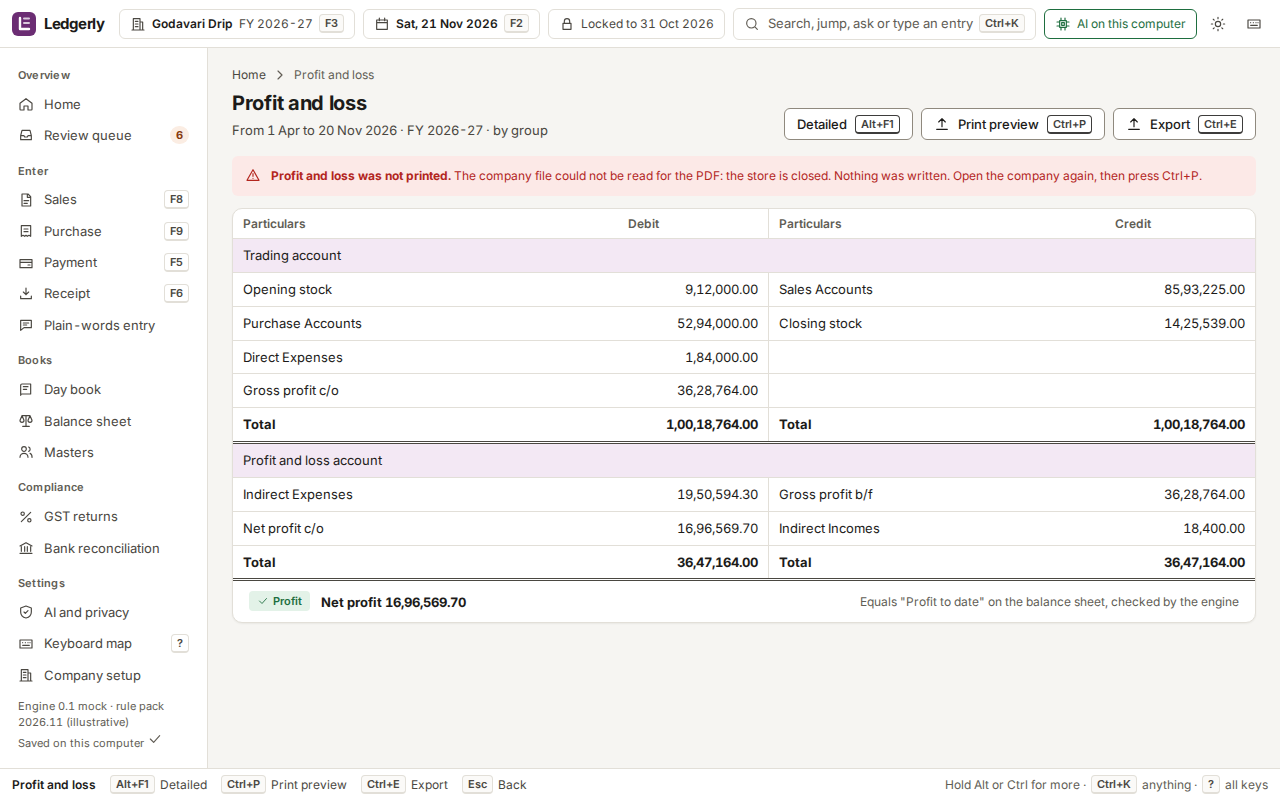 Ledgerly
Godavari Drip FY 2026-27 F3
Sat, 21 Nov 2026 F2
Locked to 31 Oct 2026
Search, jump, ask or type an entry Ctrl+K
AI on this computer
Overview
Home
Review queue 6
Enter
Sales F8
Purchase F9
Payment F5
Receipt F6
Plain-words entry
Books
Day book
Balance sheet
Masters
Compliance
GST returns
Bank reconciliation
Settings
AI and privacy
Keyboard map ?
Company setup
Engine 0.1 mock · rule pack
2026.11 (illustrative)
Saved on this computer
Home > Profit and loss
Profit and loss
From 1 Apr to 20 Nov 2026 · FY 2026-27 · by group
Detailed Alt+F1
Print preview Ctrl+P
Export Ctrl+E
Profit and loss was not printed. The company file could not be read for the PDF: the store is closed. Nothing was written. Open the company again, then press Ctrl+P.
Particulars Debit Particulars Credit
Trading account
Opening stock 9,12,000.00 Sales Accounts 85,93,225.00
Purchase Accounts 52,94,000.00 Closing stock 14,25,539.00
Direct Expenses 1,84,000.00
Gross profit c/o 36,28,764.00
Total 1,00,18,764.00 Total 1,00,18,764.00
Profit and loss account
Indirect Expenses 19,50,594.30 Gross profit b/f 36,28,764.00
Net profit c/o 16,96,569.70 Indirect Incomes 18,400.00
Total 36,47,164.00 Total 36,47,164.00
Profit Net profit 16,96,569.70 Equals "Profit to date" on the balance sheet, checked by the engine
Profit and loss Alt+F1 Detailed Ctrl+P Print preview Ctrl+E Export Esc Back
Hold Alt or Ctrl for more · Ctrl+K anything · ? all keys